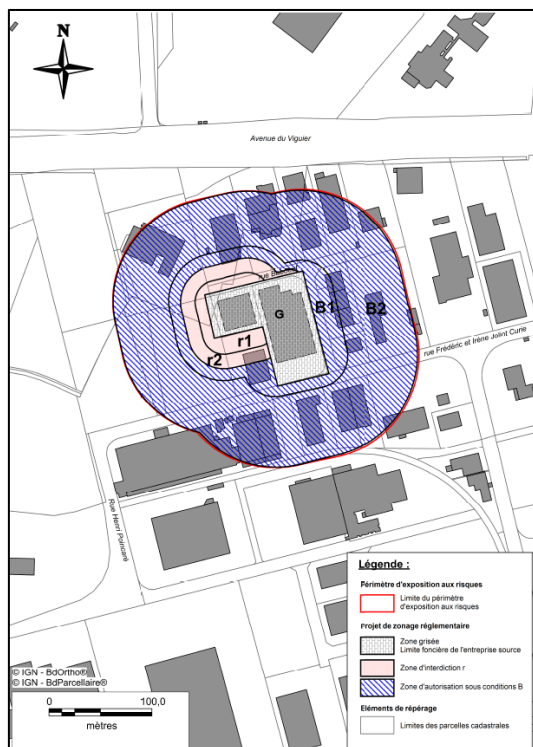 N
Avenue du Viguier
G
B1
B2
r1
r2
rue Frédéric et Irène Joliot Curie
Rue Henri Poincaré
Légende :
Périmètre d'exposition aux risques
Limite du périmètre
d'exposition aux risques
Projet de zonage réglementaire
Zone grisée
Limite foncière de l'entreprise source
Zone d'interdiction r
Zone d'autorisation sous conditions B
Eléments de répérage
Limites des parcelles cadastrales
© IGN - BdOrtho®
© IGN - BdParcellaire®
0 100,0
mètres